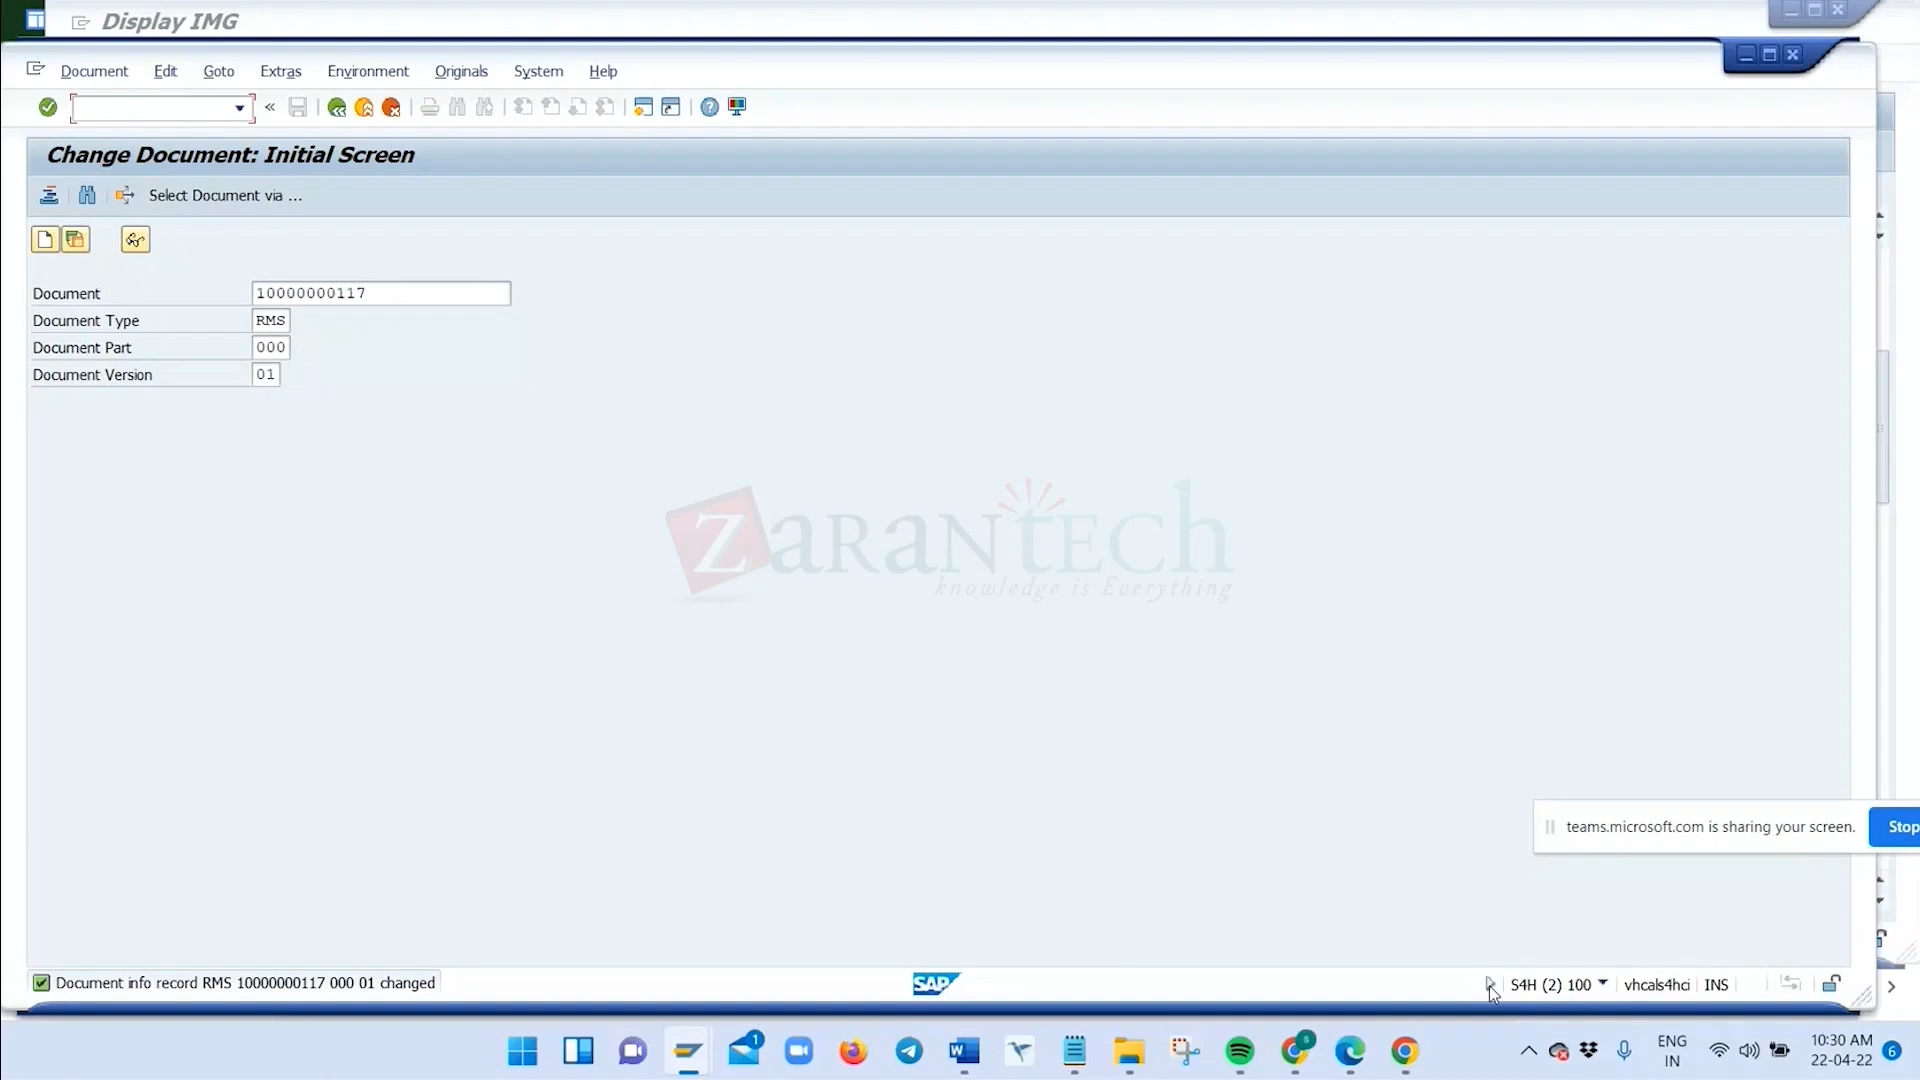 Display IMG
Document Edit Goto Extras Environment Originals System Help
Change Document: Initial Screen
Select Document via ...
Document 10000000117
Document Type RMS
Document Part 000
Document Version 01
ZaranTech
knowledge is Everything
teams.microsoft.com is sharing your screen. Stop
Document info record RMS 10000000117 000 01 changed
SAP
S4H (2) 100 vhcals4hci INS
1
S
W
ENG
IN
10:30 AM
22-04-22
6